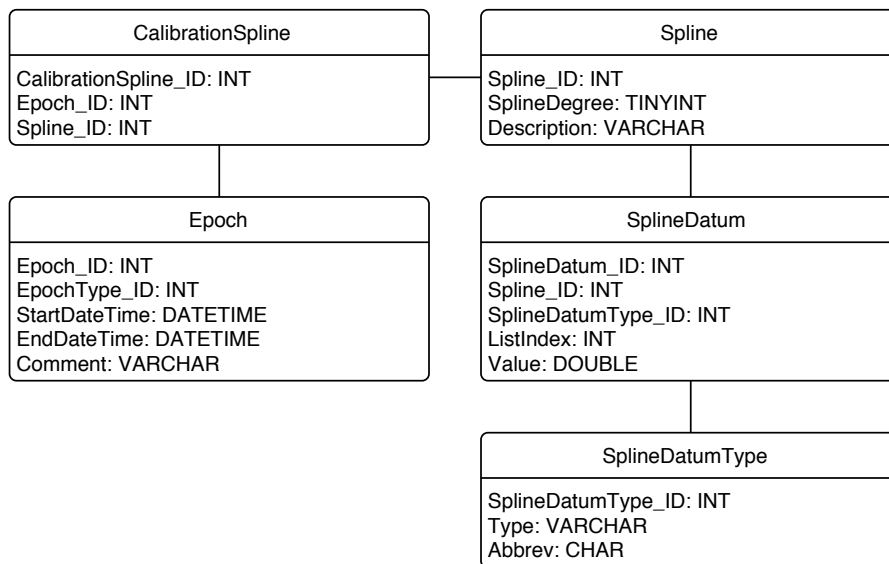 CalibrationSpline
CalibrationSpline_ID: INT
Epoch_ID: INT
Spline_ID: INT
Spline
Spline_ID: INT
SplineDegree: TINYINT
Description: VARCHAR
Epoch
Epoch_ID: INT
EpochType_ID: INT
StartDateTime: DATETIME
EndDateTime: DATETIME
Comment: VARCHAR
SplineDatum
SplineDatum_ID: INT
Spline_ID: INT
SplineDatumType_ID: INT
ListIndex: INT
Value: DOUBLE
SplineDatumType
SplineDatumType_ID: INT
Type: VARCHAR
Abbrev: CHAR